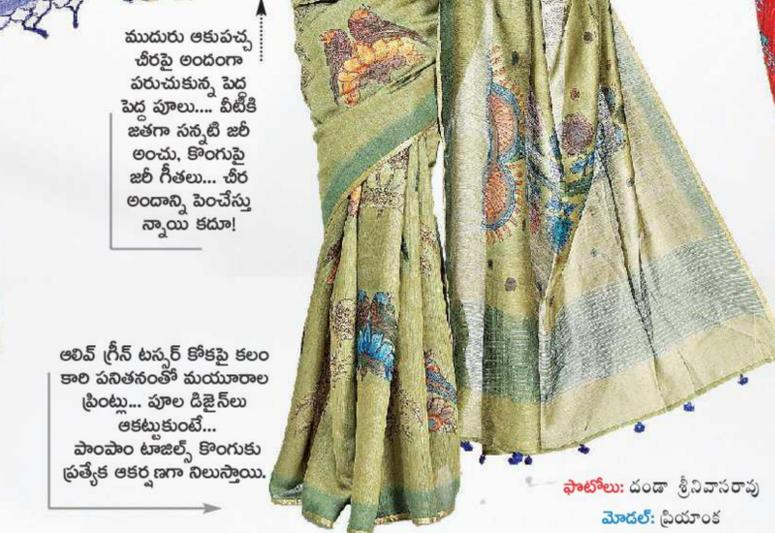 ముదురు ఆకుపచ్చ
చీరపై అందంగా
పరుచుకున్న పెద్ద
పెద్ద పూలు.... వీటికి
జతగా సన్నటి జరీ
అంచు, కొంగుపై
జరీ గీతలు... చీర
అందాన్ని పెంచేస్తు
న్నాయి కదూ!
ఆలివ్ గ్రీన్ టస్సర్ కోకపై కలం
కారి పనితనంతో మయూరాల
ప్రింట్లు... పూల డిజైన్‌లు
ఆకట్టుకుంటే...
పాంపాం టాజిల్స్ కొంగుకు
ప్రత్యేక ఆకర్షణగా నిలుస్తాయి.
ఫొటోలు: దండా శ్రీనివాసరావు
మోడల్: ప్రియాంక